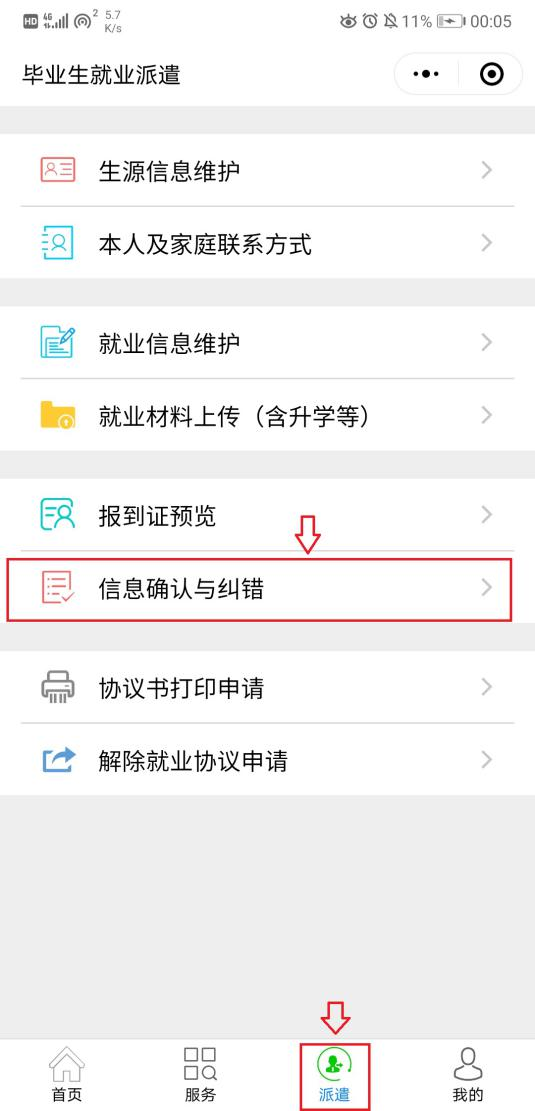 HD 4G 2 5.7 K/s 11% 00:05
毕业生就业派遣
生源信息维护
本人及家庭联系方式
就业信息维护
就业材料上传（含升学等）
报到证预览
信息确认与纠错
协议书打印申请
解除就业协议申请
首页 服务 派遣 我的